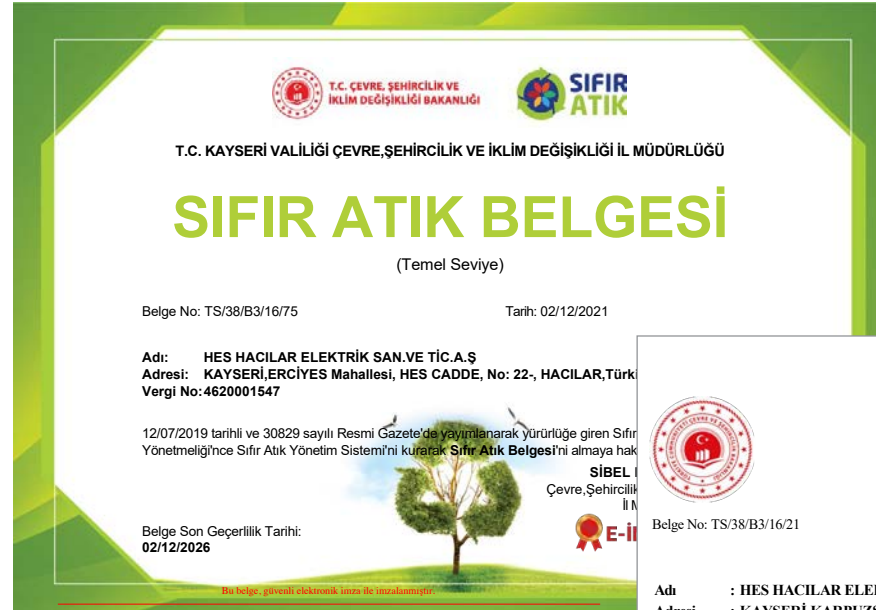 T.C. ÇEVRE, ŞEHİRCİLİK VE
İKLİM DEĞİŞİKLİĞİ BAKANLIĞI
SIFIR
ATIK
T.C. KAYSERİ VALİLİĞİ ÇEVRE,ŞEHİRCİLİK VE İKLİM DEĞİŞİKLİĞİ İL MÜDÜRLÜĞÜ
SIFIR ATIK BELGESİ
(Temel Seviye)
Belge No: TS/38/B3/16/75 Tarih: 02/12/2021
Adı: HES HACILAR ELEKTRİK SAN.VE TİC.A.Ş
Adresi: KAYSERİ,ERCİYES Mahallesi, HES CADDE, No: 22-, HACILAR,Türki
Vergi No:4620001547
12/07/2019 tarihli ve 30829 sayılı Resmi Gazete'de yayımlanarak yürürlüğe giren Sıfır
Yönetmeliği'nce Sıfır Atık Yönetim Sistemi'ni kurarak Sıfır Atık Belgesi'ni almaya hak
SİBEL
Çevre,Şehircilik
İl
Belge Son Geçerlilik Tarihi:
02/12/2026
Bu belge, güvenli elektronik imza ile imzalanmıştır.
Belge No: TS/38/B3/16/21
Adı : HES HACILAR